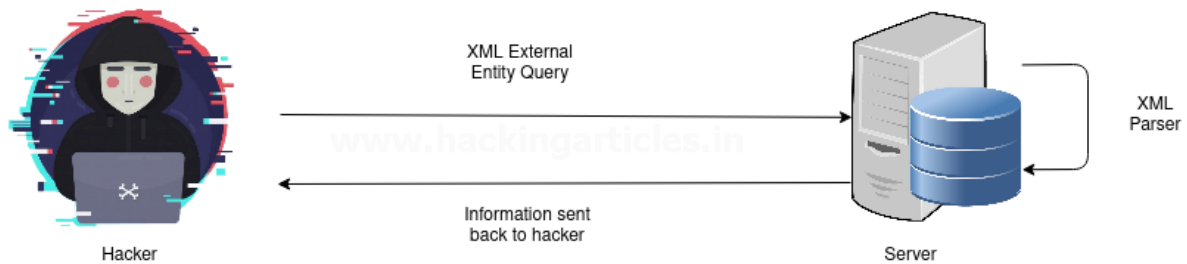 XML External
Entity Query
www.hackingarticles.in
XML
Parser
Information sent
back to hacker
Hacker
Server